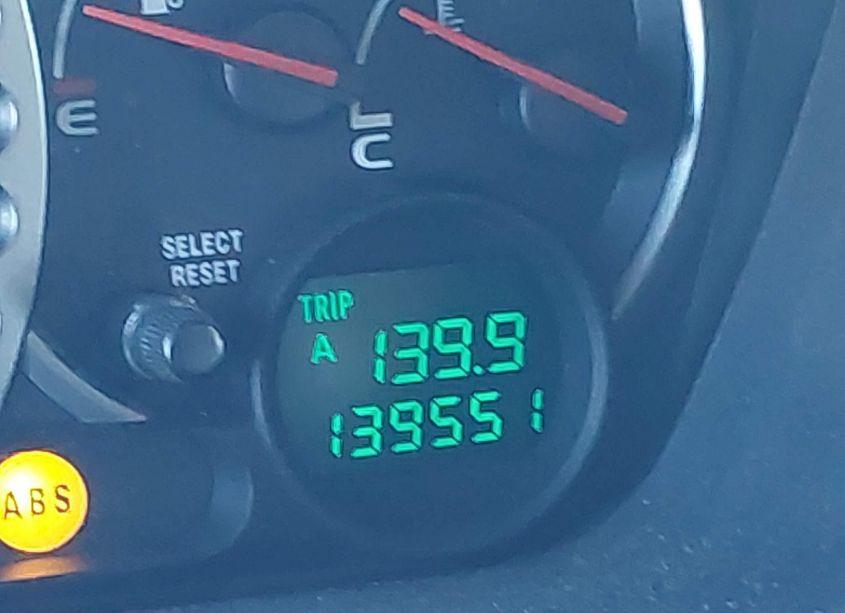 E
C
SELECT
RESET
TRIP
A 139.9
139551
ABS